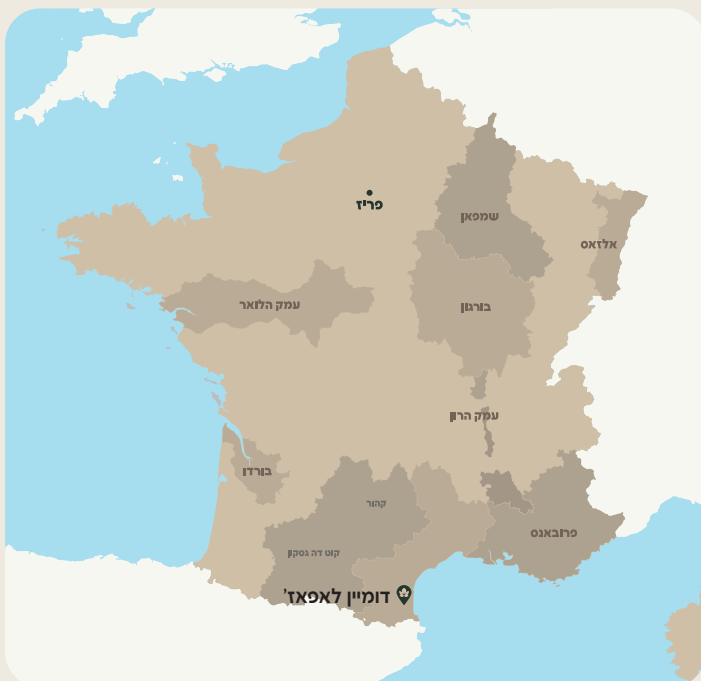 פריז
שמפאן
אלזאס
עמק הלואר
בורגון
עמק הרון
בורדו
קהור
פרובאנס
קוט דה גסקון
דומיין לאפאז'